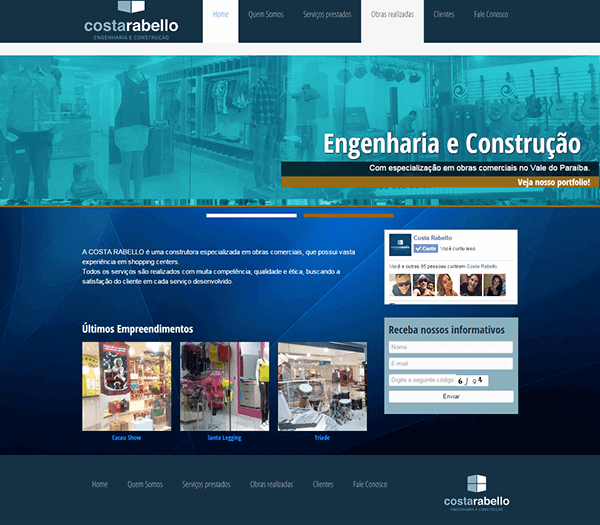 costarabello
ENGENHARIA E CONSTRUÇÃO
Home
Quem Somos
Serviços prestados
Obras realizadas
Clientes
Fale Conosco
Engenharia e Construção
Com especialização em obras comerciais no Vale do Paraíba.
Veja nosso portfolio!
A COSTA RABELLO é uma construtora especializada em obras comerciais, que possui vasta
experiência em shopping centers.
Todos os serviços são realizados com muita competência, qualidade e ética, buscando a
satisfação do cliente em cada serviço desenvolvido.
Costa Rabello
Curtir
Você curtiu isso.
Você e outras 85 pessoas curtiram Costa Rabello.
Últimos Empreendimentos
Cacau Show
Santa Legging
Triade
Receba nossos informativos
Nome
E-mail
Digite o seguinte código
6J94
Enviar
Home
Quem Somos
Serviços prestados
Obras realizadas
Clientes
Fale Conosco
costarabello
ENGENHARIA E CONSTRUÇÃO